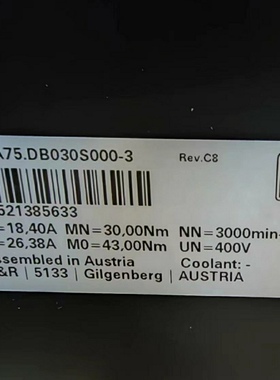 A75.DB030S000-3 Rev.C8
521385633
=18,40A MN=30,00Nm NN=3000min-
=26,38A M0=43,00Nm UN=400V
ssembled in Austria Coolant: -
&R | 5133 | Gilgenberg | AUSTRIA